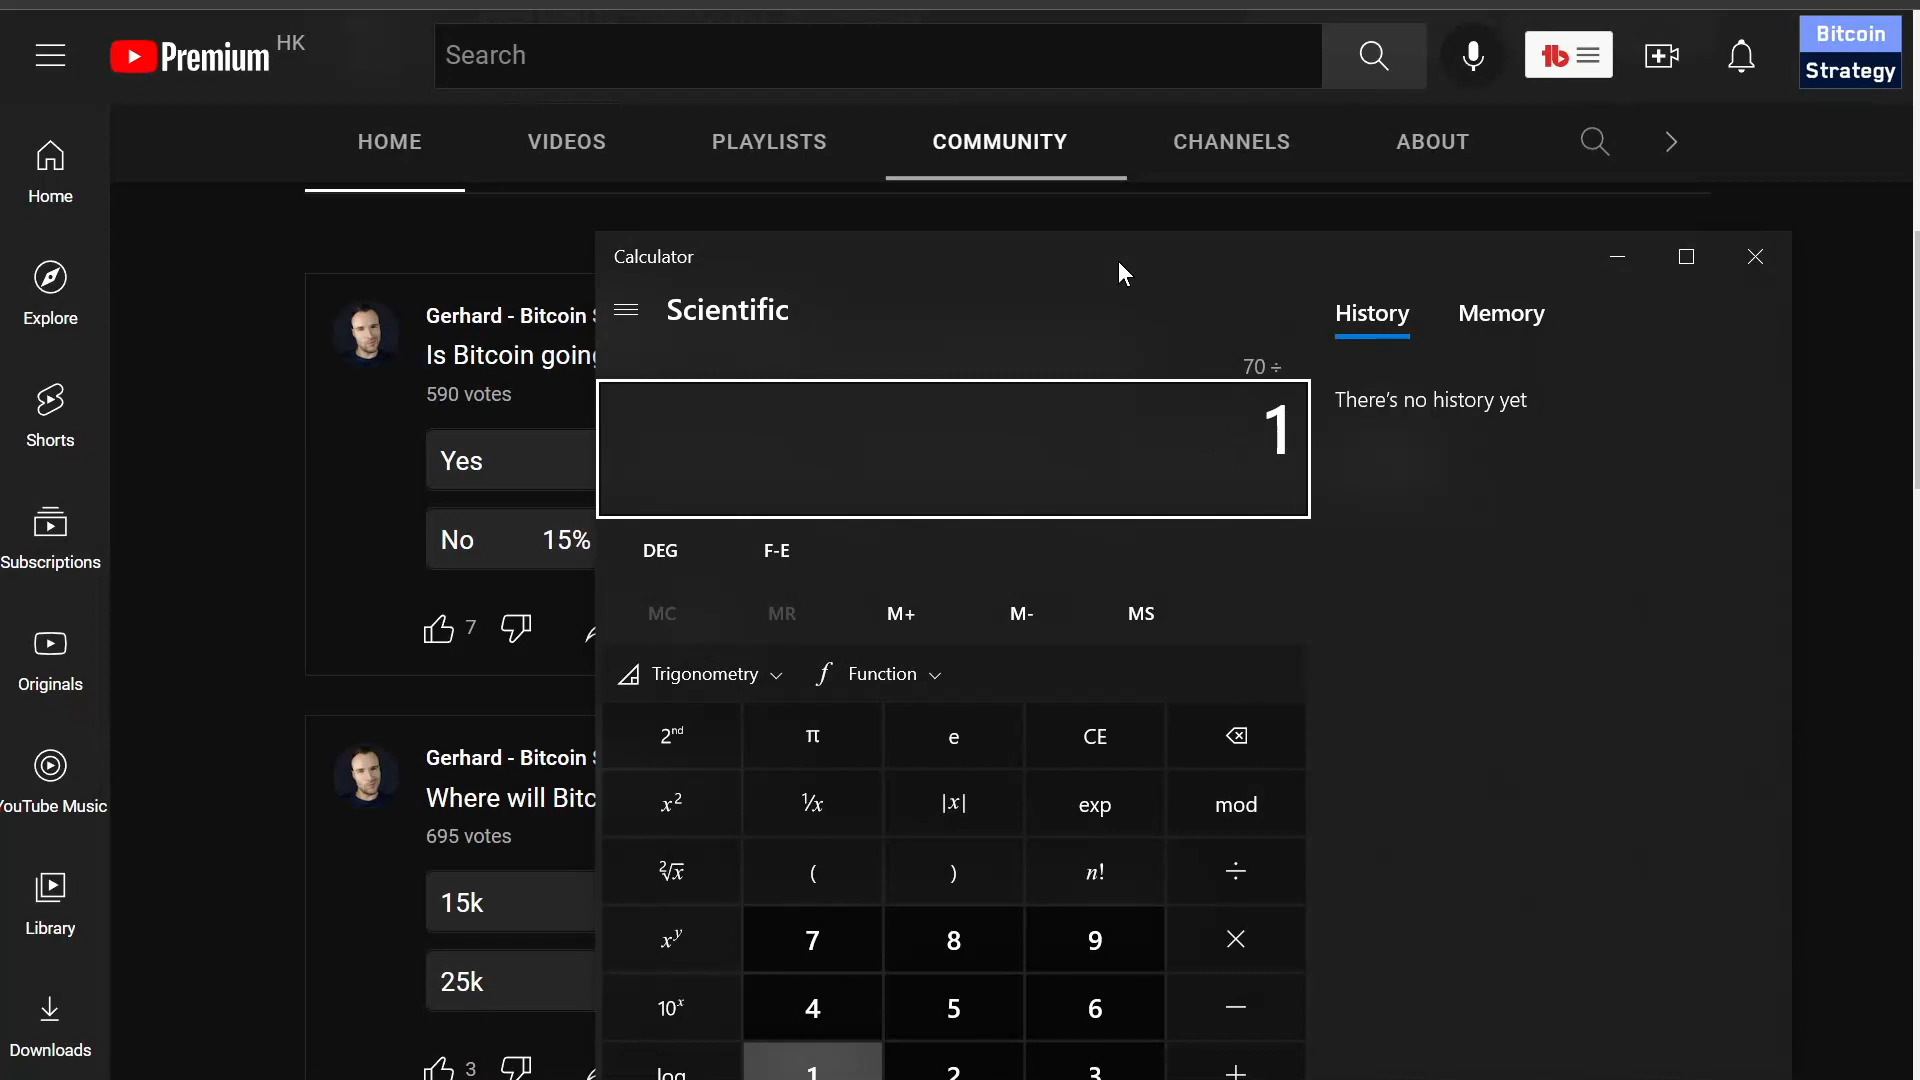 Premium HK
Search
Bitcoin
Strategy
HOME
VIDEOS
PLAYLISTS
COMMUNITY
CHANNELS
ABOUT
Home
Explore
Shorts
Subscriptions
Originals
YouTube Music
Library
Downloads
Gerhard - Bitcoin
Is Bitcoin going
590 votes
Yes
No 15%
7
Gerhard - Bitcoin
Where will Bitc
695 votes
15k
25k
3
Calculator
Scientific
70 ÷
1
History Memory
There's no history yet
DEG F-E
MC MR M+ M- MS
Trigonometry f Function
2nd π e CE
x² ¹/x |x| exp mod
²√x ( ) n! ÷
xʸ 7 8 9 ×
10ˣ 4 5 6 −
log 1 2 3 +